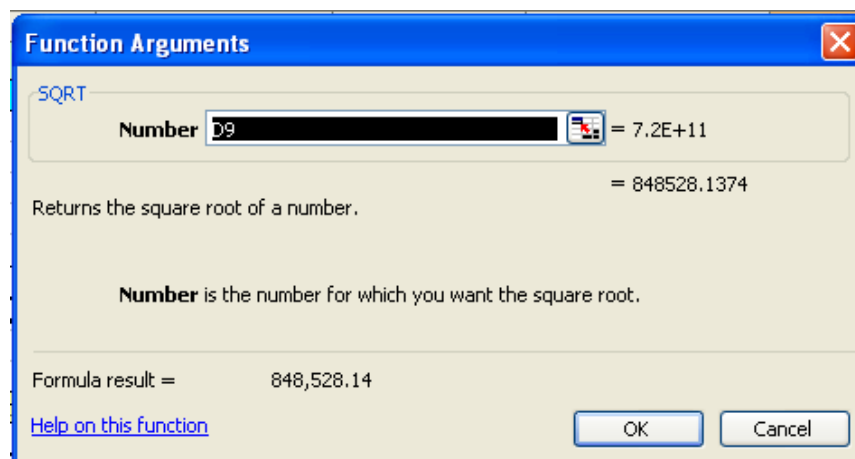 Function Arguments
SQRT
Number D9 = 7.2E+11
= 848528.1374
Returns the square root of a number.
Number is the number for which you want the square root.
Formula result = 848,528.14
Help on this function
OK Cancel